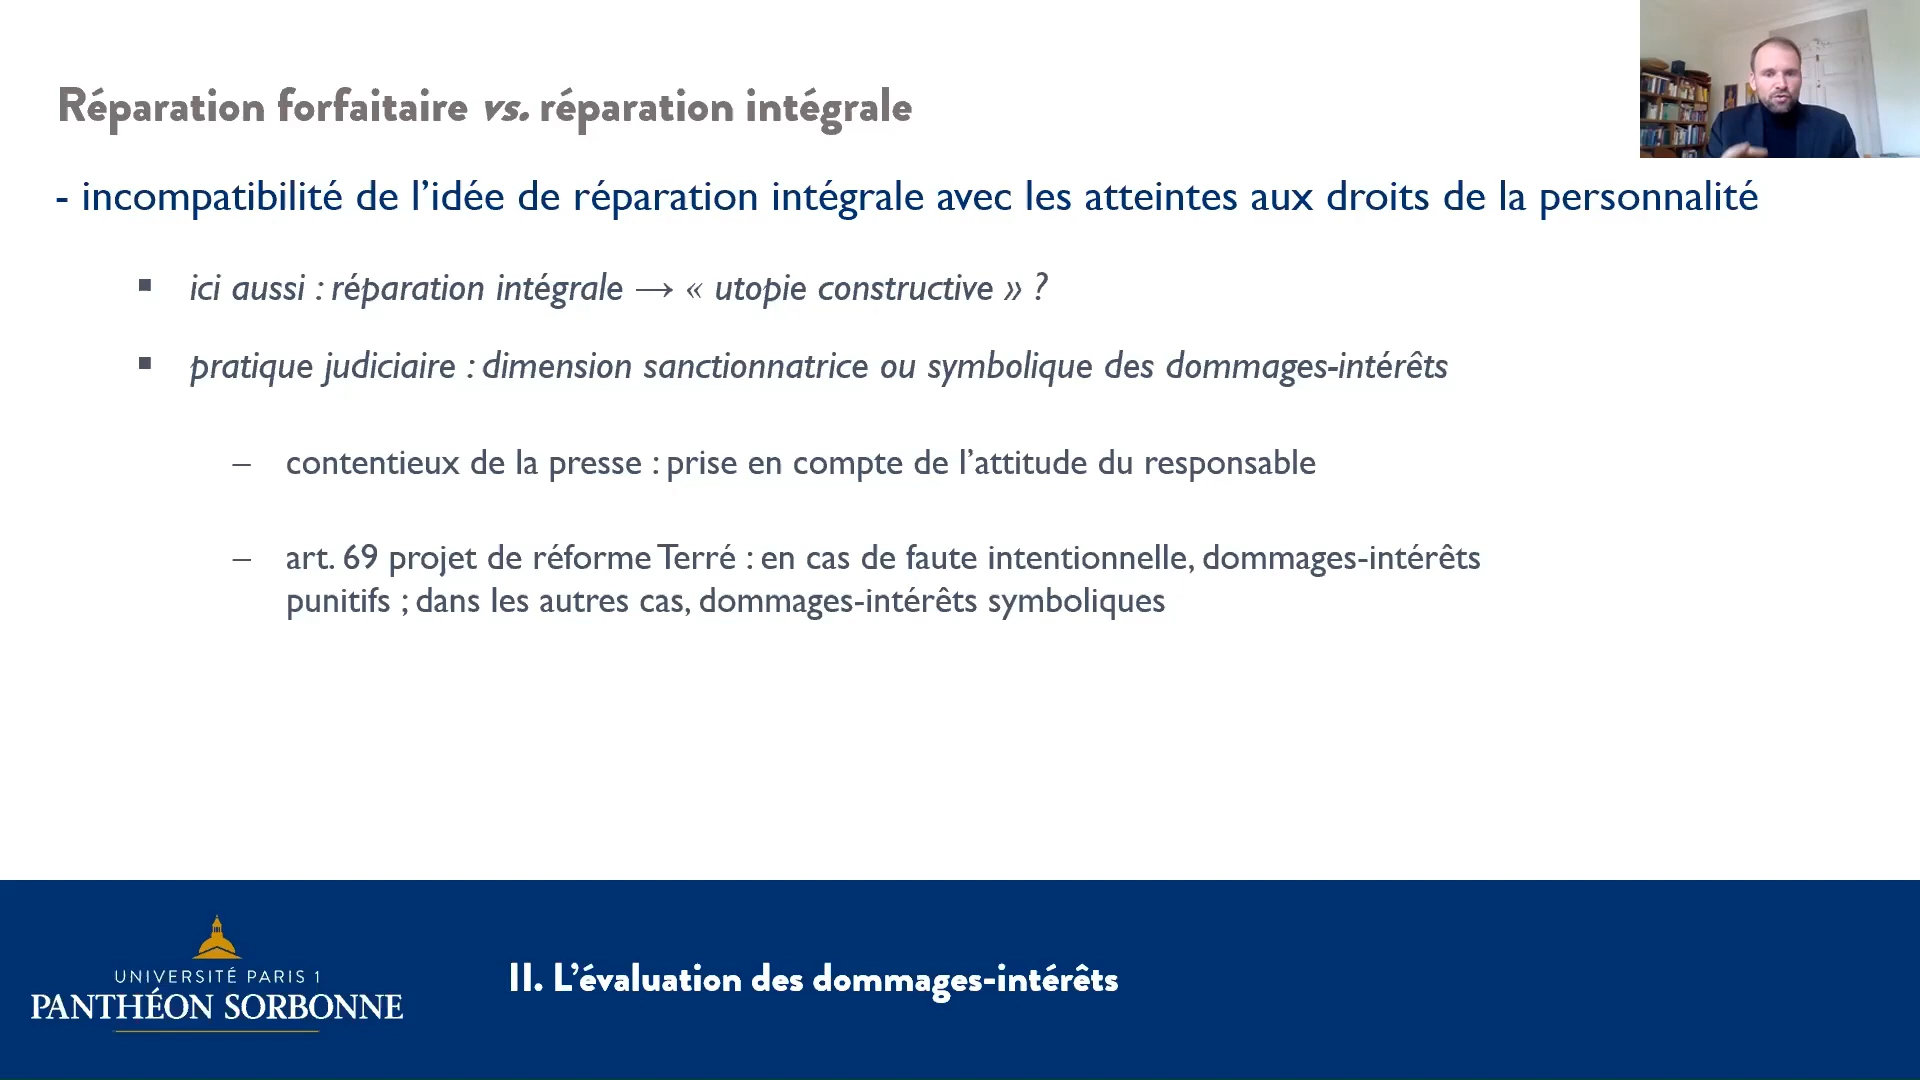 Réparation forfaitaire vs. réparation intégrale
- incompatibilité de l’idée de réparation intégrale avec les atteintes aux droits de la personnalité
▪ ici aussi : réparation intégrale → « utopie constructive » ?
▪ pratique judiciaire : dimension sanctionnatrice ou symbolique des dommages-intérêts
– contentieux de la presse : prise en compte de l’attitude du responsable
– art. 69 projet de réforme Terré : en cas de faute intentionnelle, dommages-intérêts
punitifs ; dans les autres cas, dommages-intérêts symboliques
UNIVERSITÉ PARIS 1
PANTHÉON SORBONNE
II. L’évaluation des dommages-intérêts